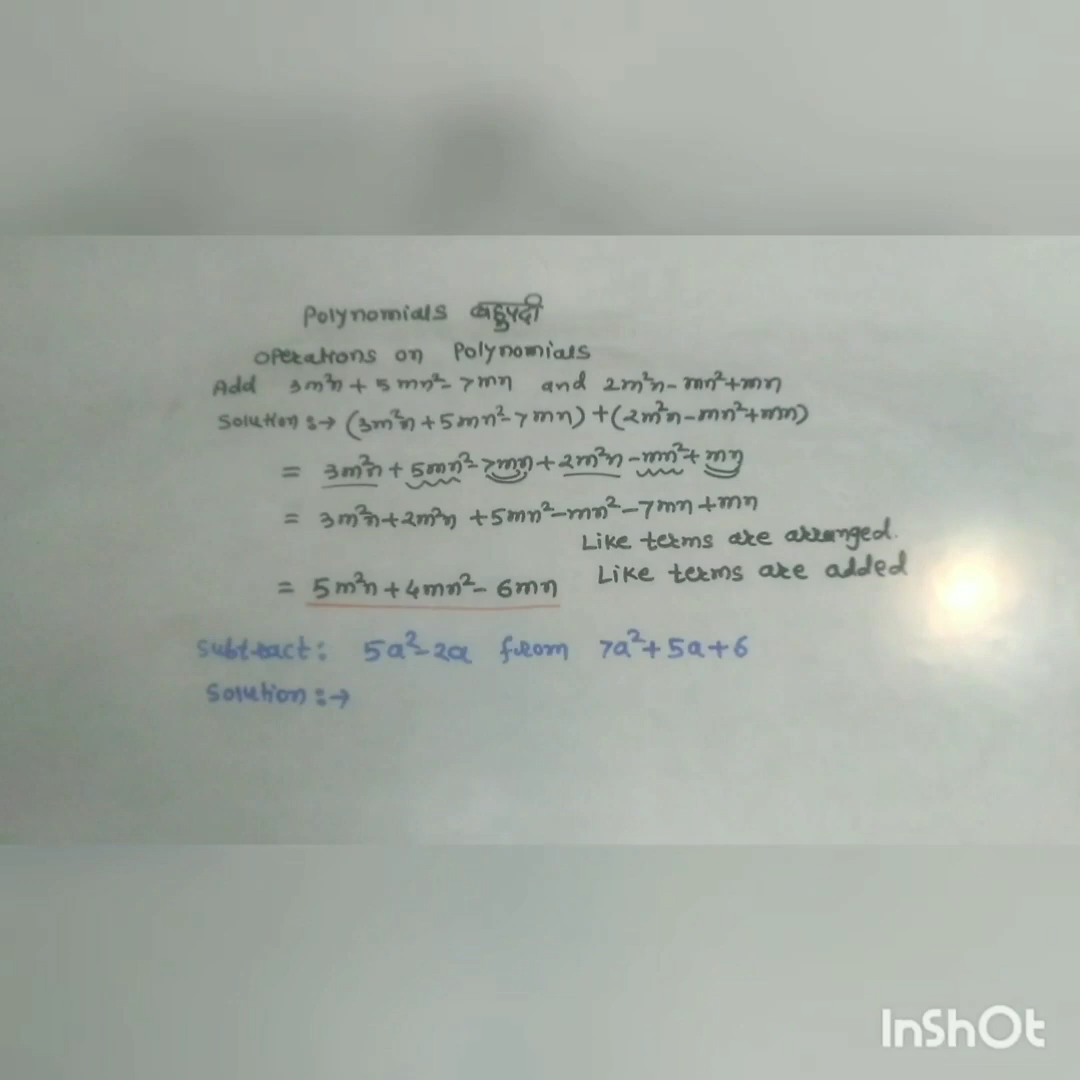 Polynomials बहुपदी
Operations on Polynomials
Add 3m²n + 5mn² - 7mn and 2m²n - mn² + mn
Solution :→ (3m²n + 5mn² - 7mn) + (2m²n - mn² + mn)
= 3m²n + 5mn² - 7mn + 2m²n - mn² + mn
= 3m²n + 2m²n + 5mn² - mn² - 7mn + mn
Like terms are arranged.
= 5m²n + 4mn² - 6mn Like terms are added
Subtract : 5a² - 2a from 7a² + 5a + 6
Solution :→
InShOt